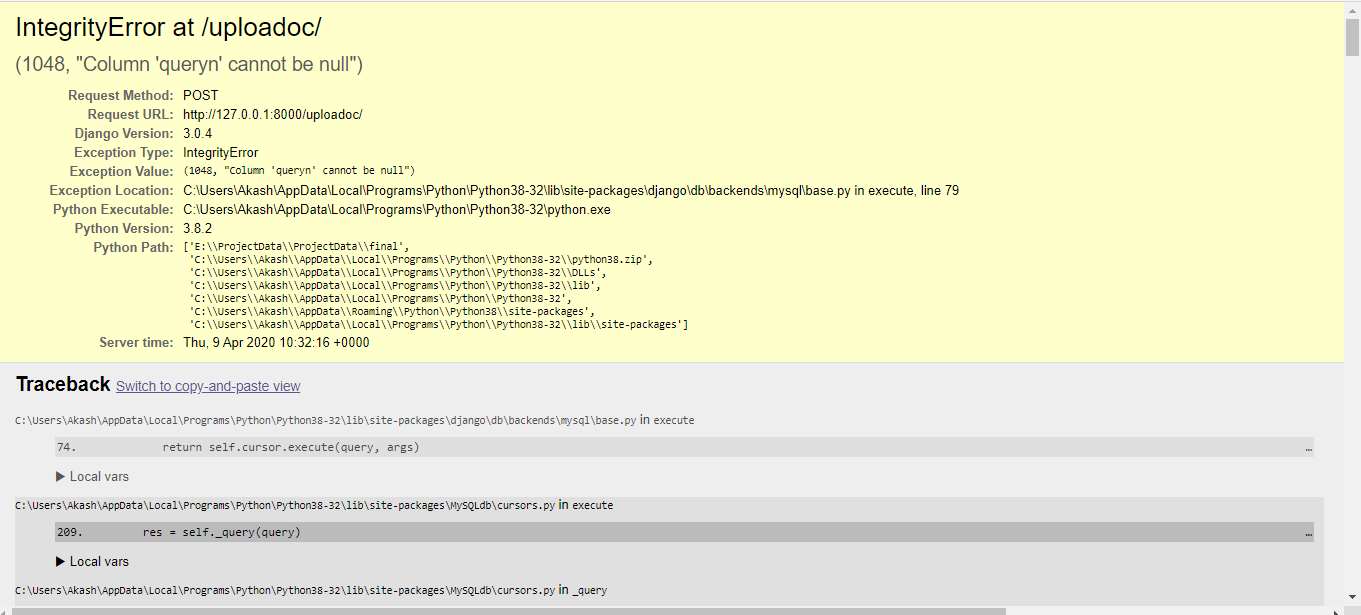 IntegrityError at /uploadoc/
(1048, "Column 'queryn' cannot be null")
Request Method: POST
Request URL: http://127.0.0.1:8000/uploadoc/
Django Version: 3.0.4
Exception Type: IntegrityError
Exception Value: (1048, "Column 'queryn' cannot be null")
Exception Location: C:\Users\Akash\AppData\Local\Programs\Python\Python38-32\lib\site-packages\django\db\backends\mysql\base.py in execute, line 79
Python Executable: C:\Users\Akash\AppData\Local\Programs\Python\Python38-32\python.exe
Python Version: 3.8.2
Python Path: ['E:\\ProjectData\\ProjectData\\final',
'C:\\Users\\Akash\\AppData\\Local\\Programs\\Python\\Python38-32\\python38.zip',
'C:\\Users\\Akash\\AppData\\Local\\Programs\\Python\\Python38-32\\DLLs',
'C:\\Users\\Akash\\AppData\\Local\\Programs\\Python\\Python38-32\\lib',
'C:\\Users\\Akash\\AppData\\Local\\Programs\\Python\\Python38-32',
'C:\\Users\\Akash\\AppData\\Roaming\\Python\\Python38\\site-packages',
'C:\\Users\\Akash\\AppData\\Local\\Programs\\Python\\Python38-32\\lib\\site-packages']
Server time: Thu, 9 Apr 2020 10:32:16 +0000
Traceback Switch to copy-and-paste view
C:\Users\Akash\AppData\Local\Programs\Python\Python38-32\lib\site-packages\django\db\backends\mysql\base.py in execute
74. return self.cursor.execute(query, args) …
▶ Local vars
C:\Users\Akash\AppData\Local\Programs\Python\Python38-32\lib\site-packages\MySQLdb\cursors.py in execute
209. res = self._query(query) …
▶ Local vars
C:\Users\Akash\AppData\Local\Programs\Python\Python38-32\lib\site-packages\MySQLdb\cursors.py in _query